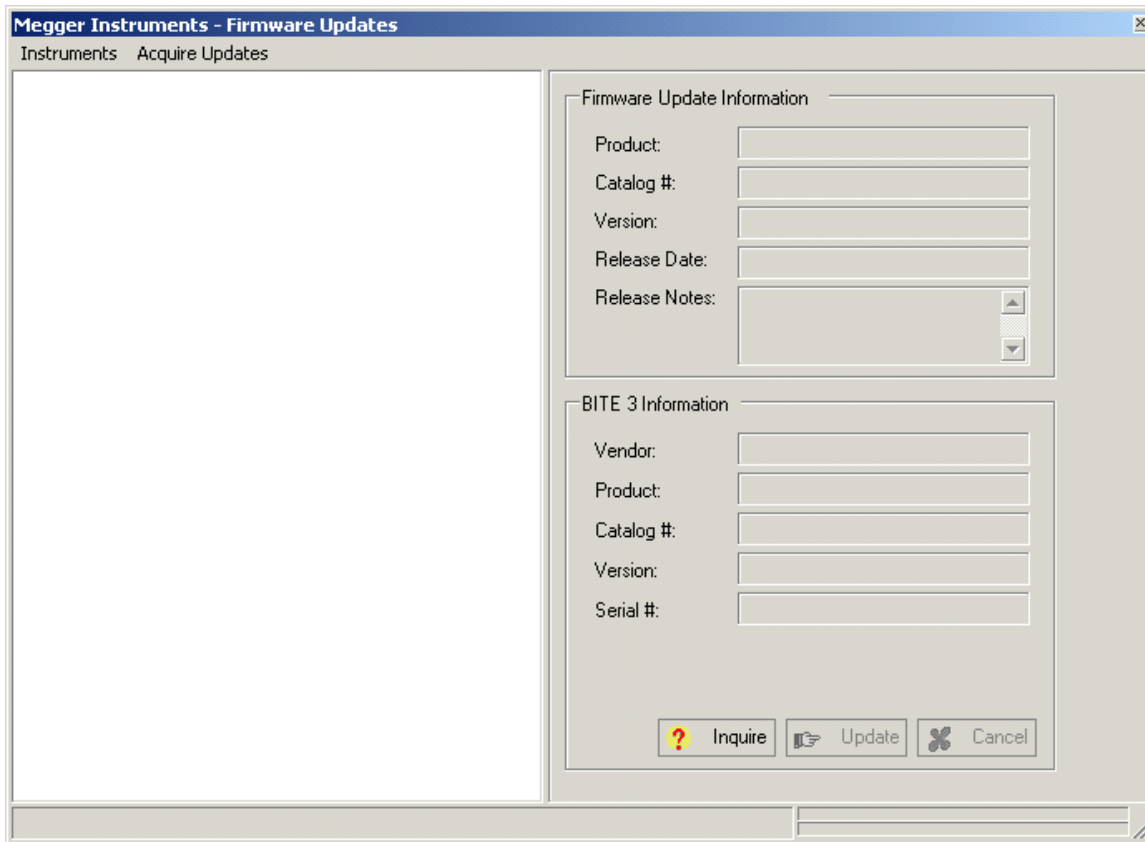 Megger Instruments - Firmware Updates
Instruments Acquire Updates
Firmware Update Information
Product:
Catalog #:
Version:
Release Date:
Release Notes:
BITE 3 Information
Vendor:
Product:
Catalog #:
Version:
Serial #:
? Inquire Update Cancel